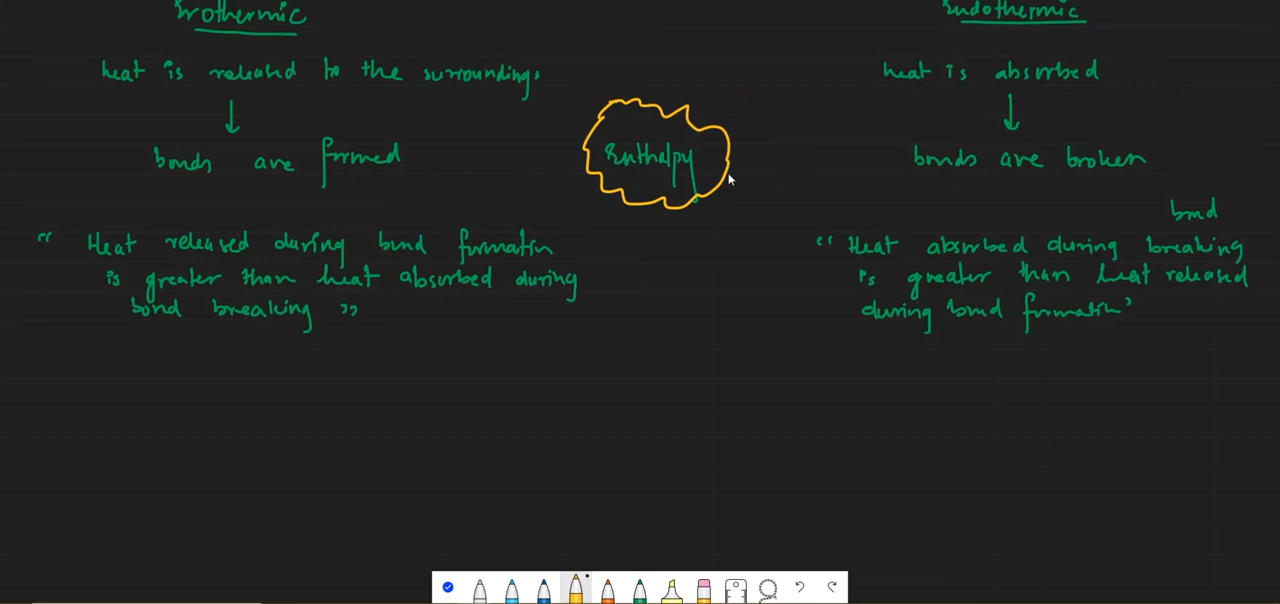 Exothermic
heat is released to the surroundings
↓
bonds are formed
" Heat released during bond formation
is greater than heat absorbed during
bond breaking "
Enthalpy
Endothermic
heat is absorbed
↓
bonds are broken
bond
" Heat absorbed during breaking
is greater than heat released
during bond formation"